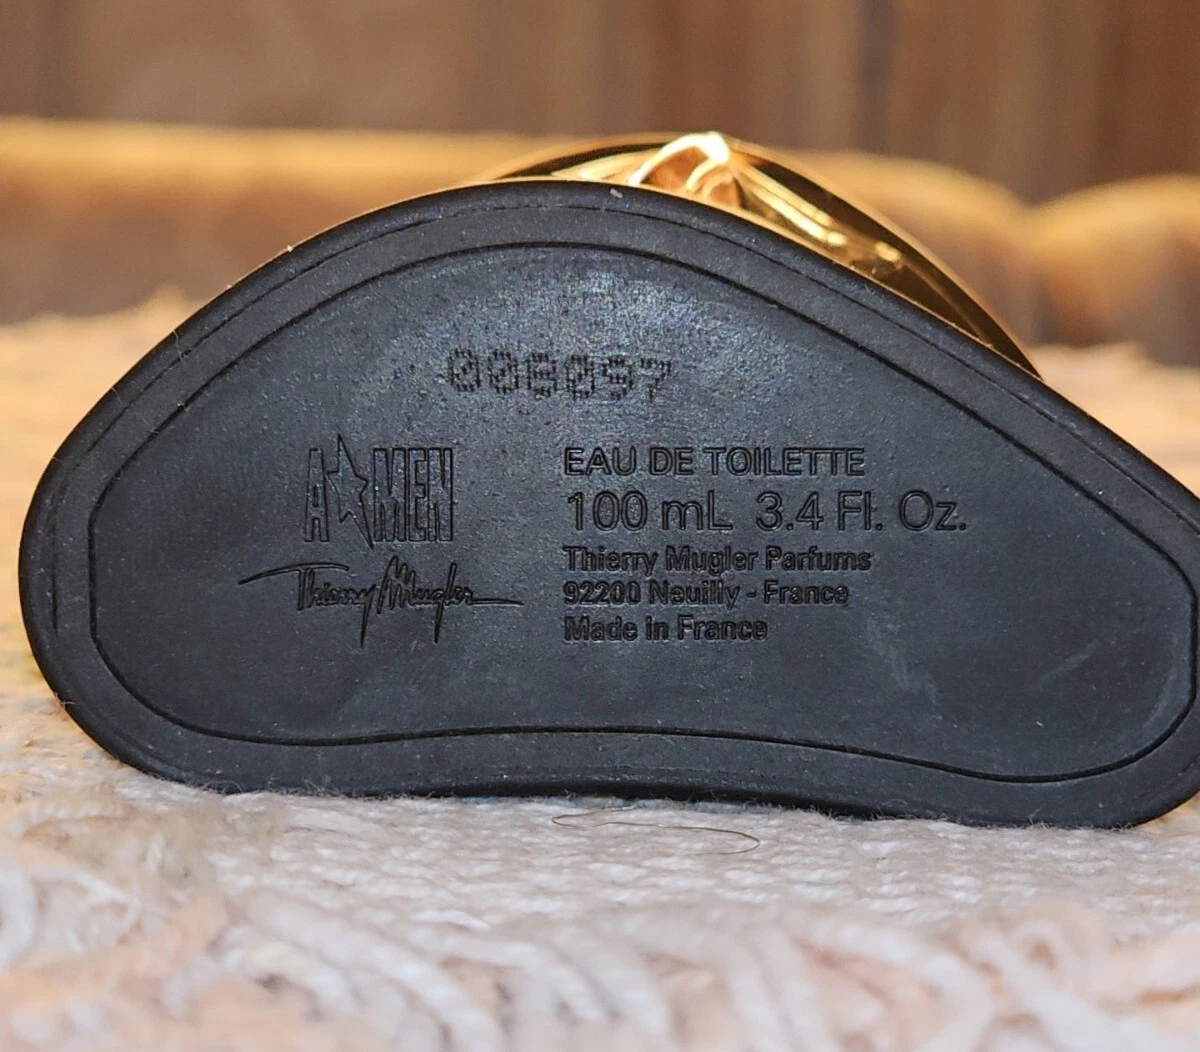 A★MEN
Thierry Mugler
EAU DE TOILETTE
100 mL 3.4 Fl. Oz.
Thierry Mugler Parfums
92200 Neuilly - France
Made in France